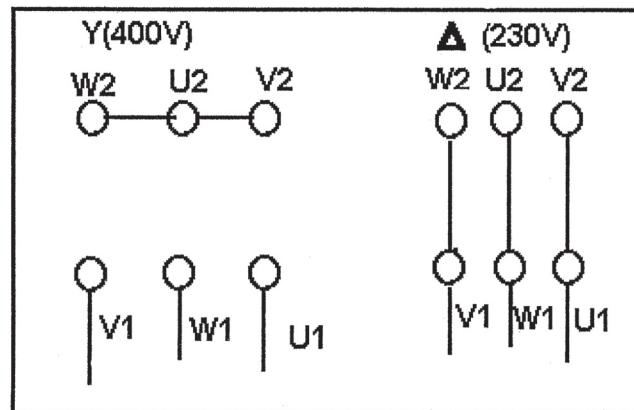 Y(400V) Δ (230V)
W2 U2 V2 W2 U2 V2
V1 W1 U1 V1 W1 U1